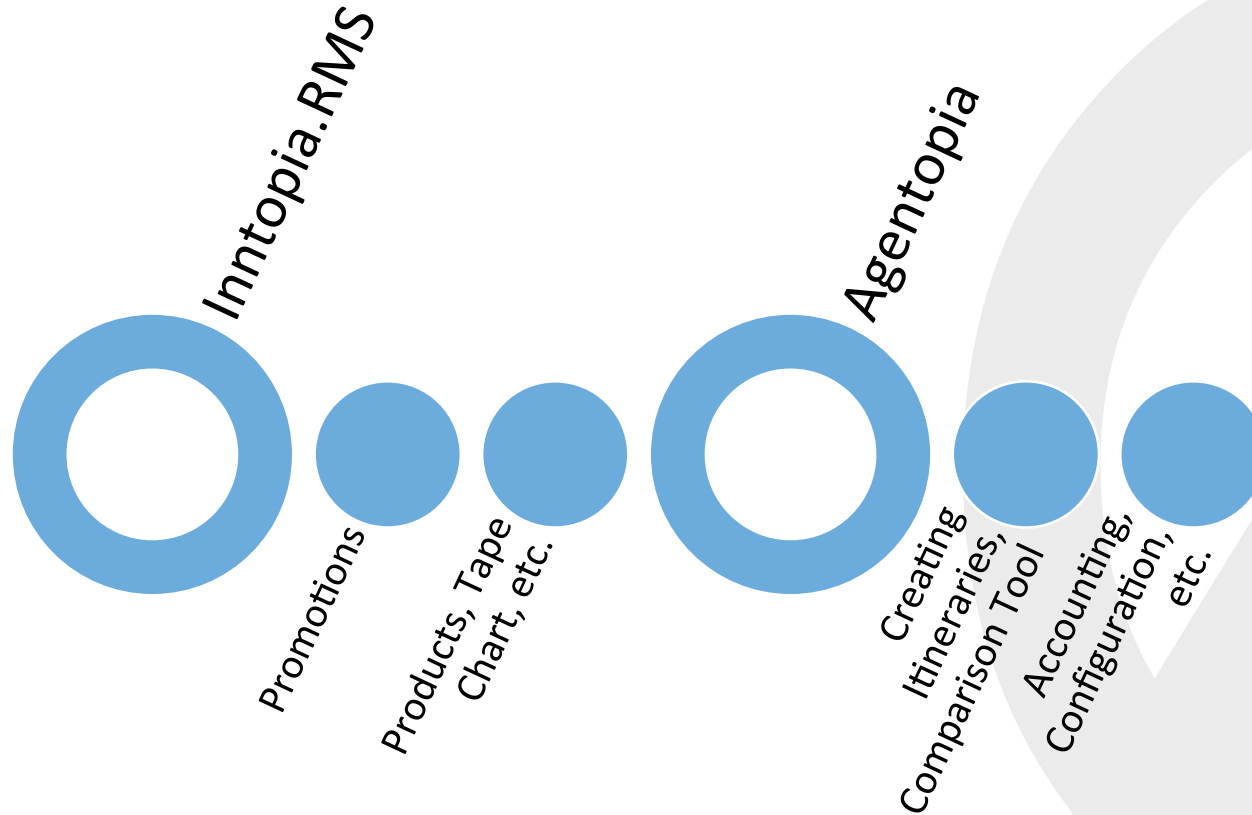 Inntopia.RMS
Promotions
Products, Tape
Chart, etc.
Agentopia
Creating
Itineraries,
Comparison Tool
Accounting,
Configuration,
etc.